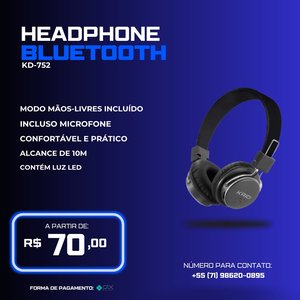 HEADPHONE
BLUETOOTH
KD-752
MODO MÃOS-LIVRES INCLUÍDO
INCLUSO MICROFONE
CONFORTÁVEL E PRÁTICO
ALCANCE DE 10M
CONTÉM LUZ LED
A PARTIR DE:
R$ 70,00
NÚMERO PARA CONTATO:
+55 (71) 98620-0895
FORMA DE PAGAMENTO: